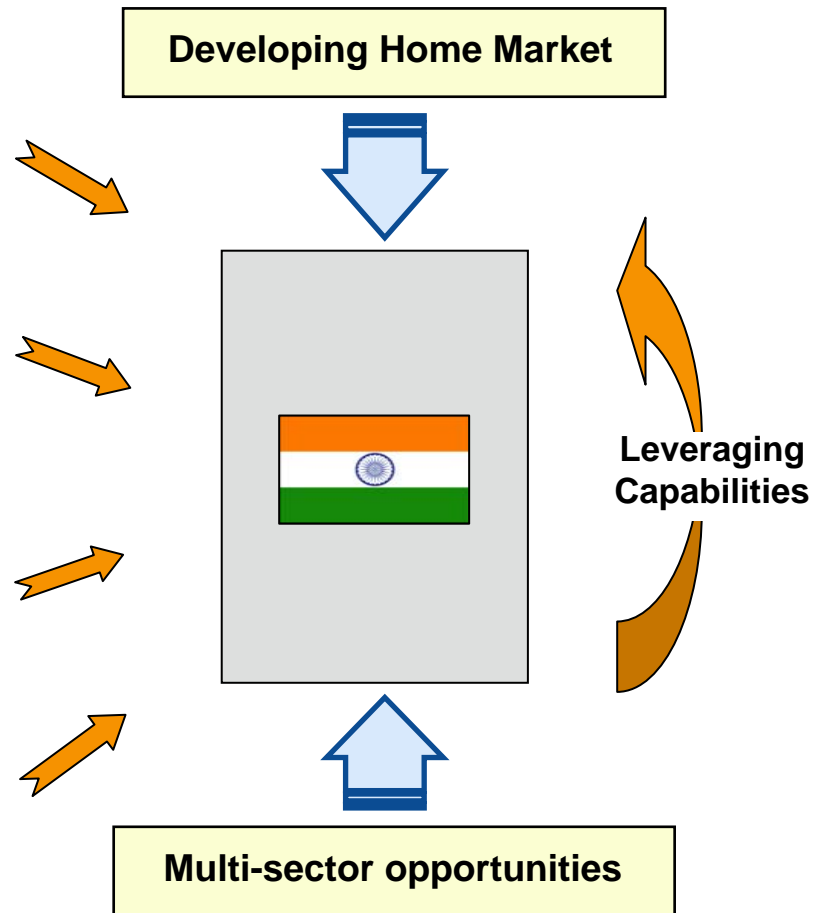 Developing Home Market
Leveraging
Capabilities
Multi-sector opportunities